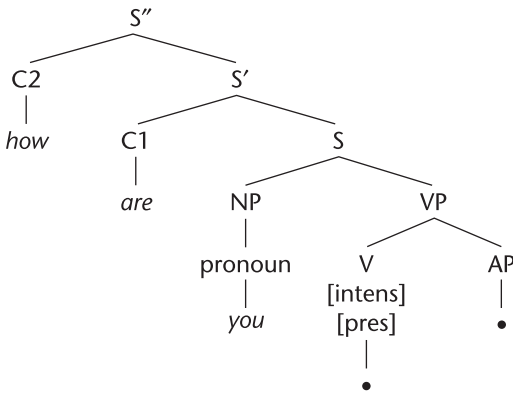 S″
C2 S′
how C1 S
are NP VP
pronoun V AP
[intens]
you [pres] •
•